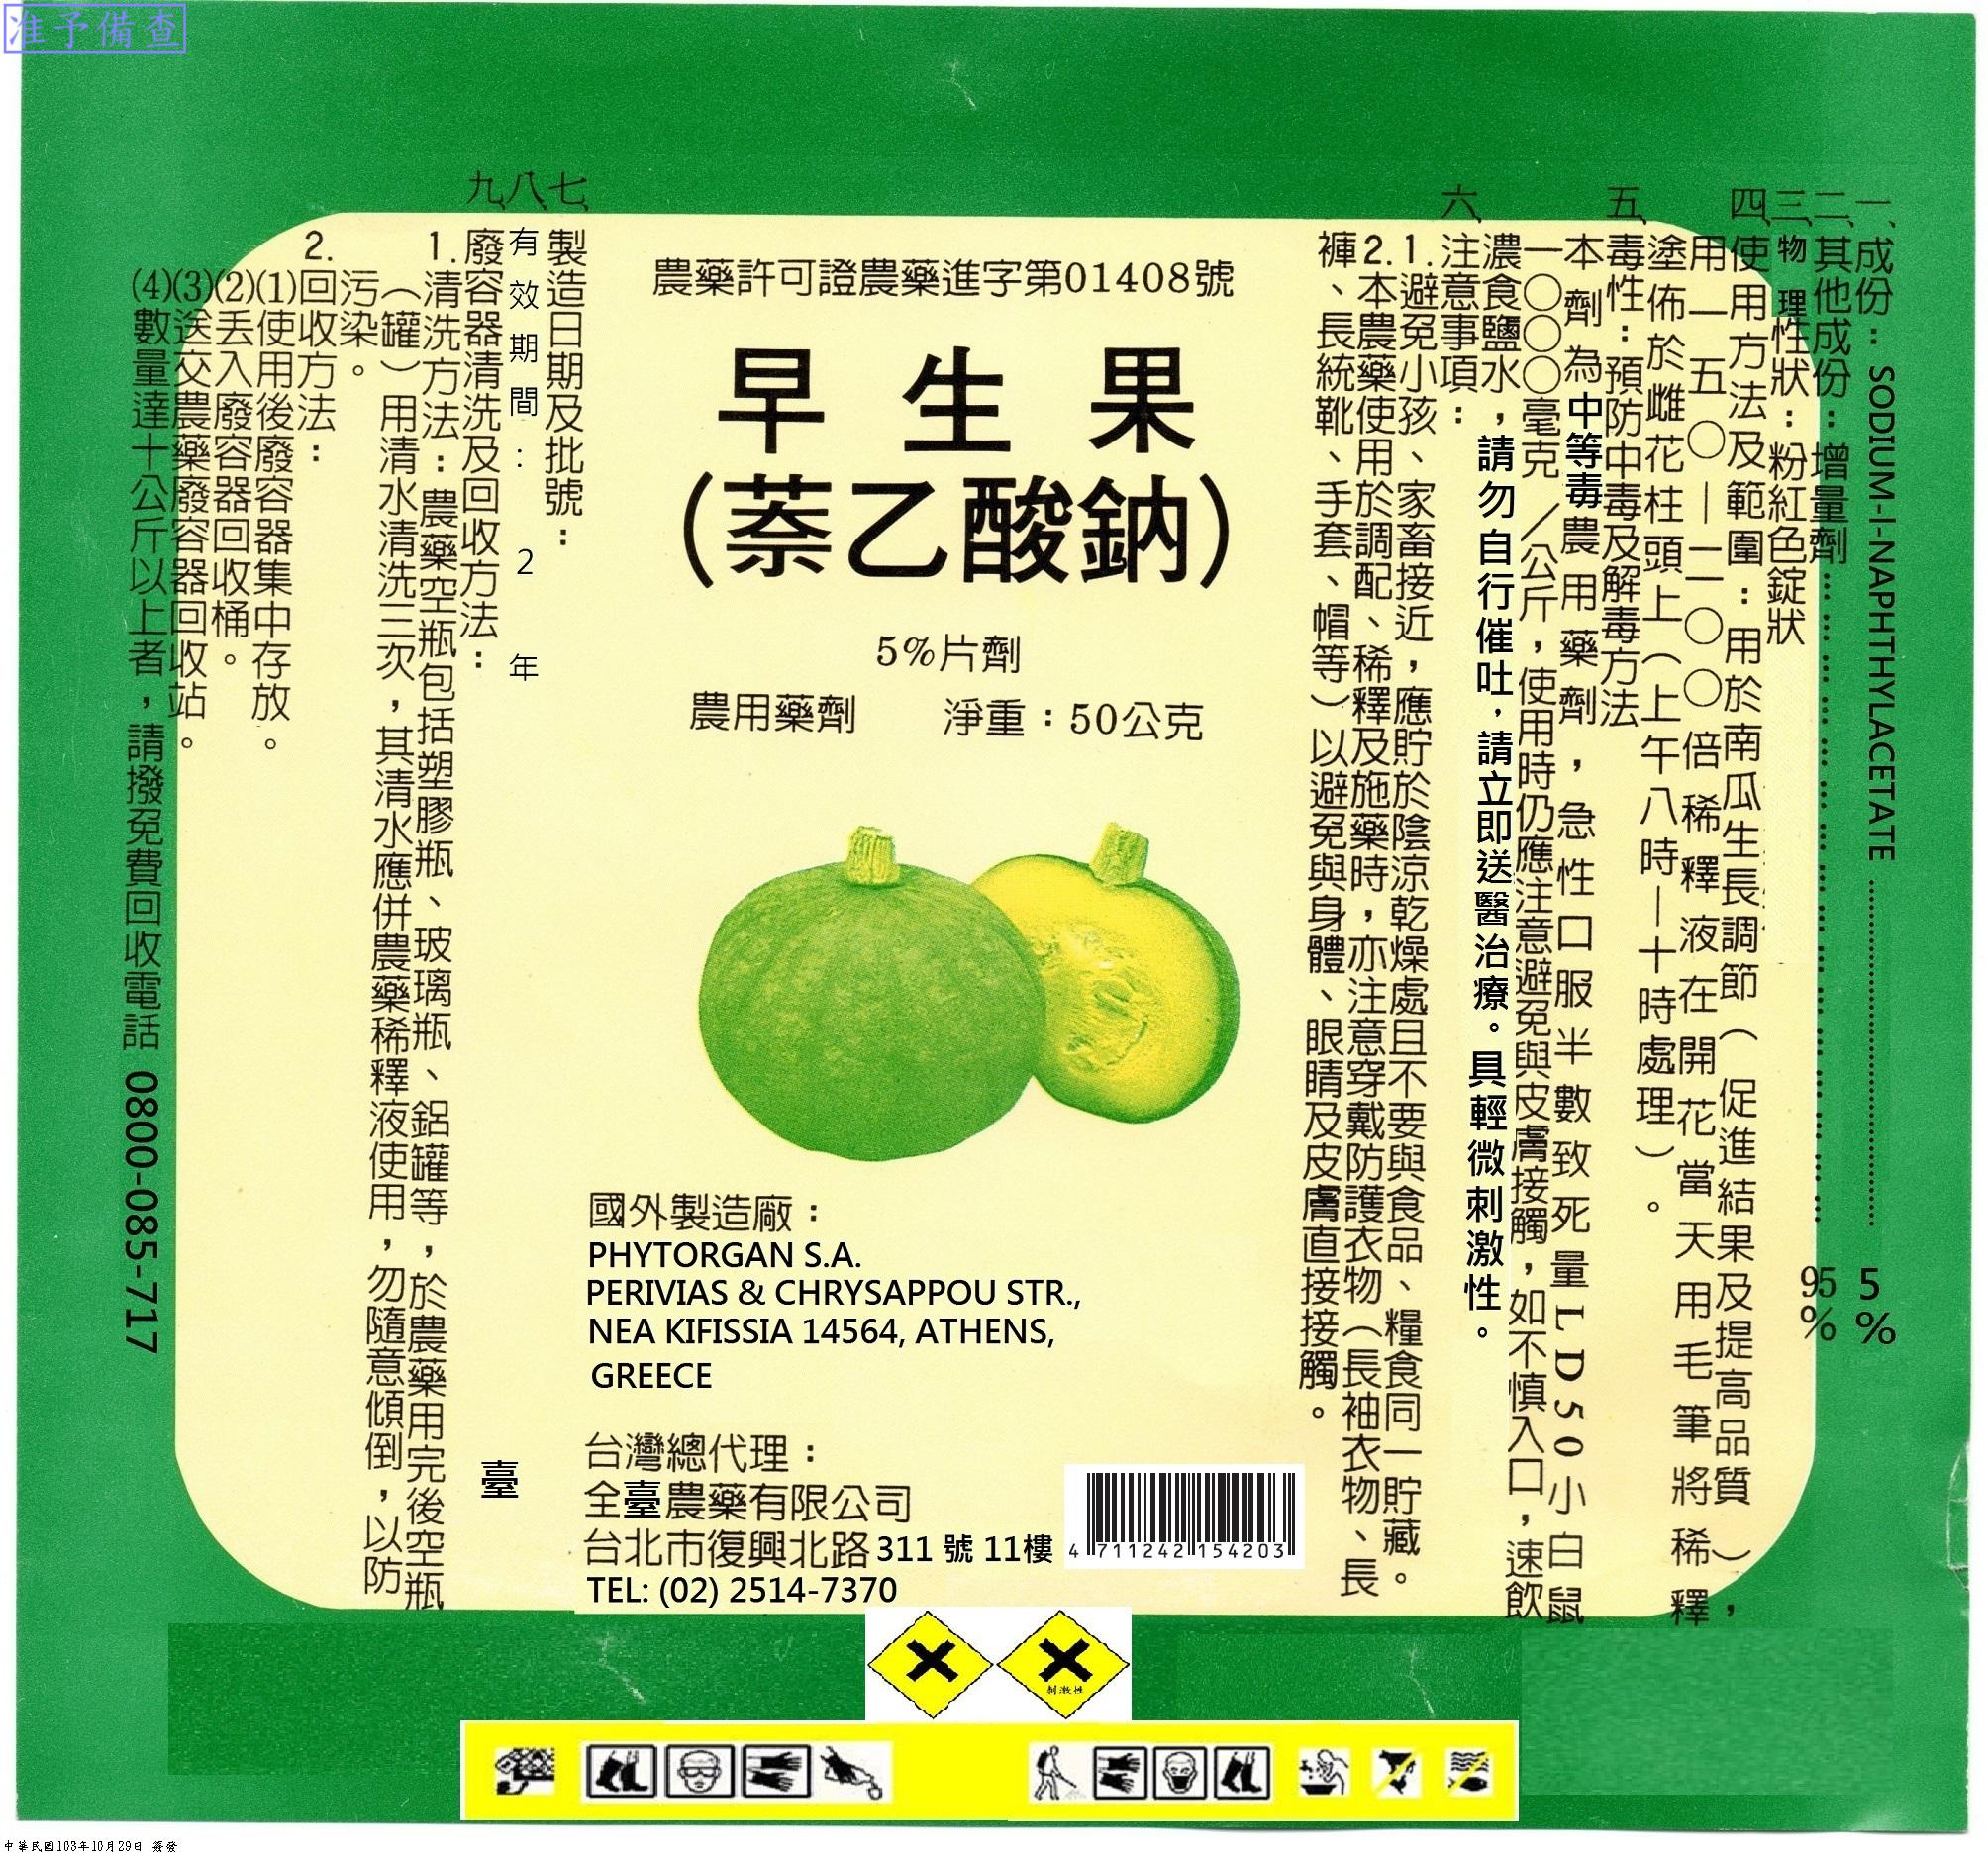 准予備查
一、成份：SODIUM-I-NAPHTHYLACETATE ........................................ 5%
二、其他成份：增量劑........................................ 95%
三、物理性狀：粉紅色錠狀
四、使用方法及範圍：用於南瓜生長調節（促進結果及提高品質），
用一五〇—二〇〇倍稀釋液在開花當天用毛筆將稀釋
塗佈於雌花柱頭上（上午八時—十時處理）。
五、毒性：預防中毒及解毒方法
本劑為中等毒農用藥劑，急性口服半數致死量LD50小白鼠
一〇〇〇毫克／公斤，使用時仍應注意避免與皮膚接觸，如不慎入口，速飲
濃食鹽水，請勿自行催吐，請立即送醫治療。具輕微刺激性。
六、注意事項：
1.避免小孩、家畜接近，應貯於陰涼乾燥處且不要與食品、糧食同一貯藏。
2.本農藥使用於調配、稀釋及施藥時，亦注意穿戴防護衣物（長袖衣物、長
褲、長統靴、手套、帽等）以避免與身體、眼睛及皮膚直接接觸。
農藥許可證農藥進字第01408號
早生果
(萘乙酸鈉)
5%片劑
農用藥劑 淨重：50公克
國外製造廠：
PHYTORGAN S.A.
PERIVIAS & CHRYSAPPOU STR.,
NEA KIFISSIA 14564, ATHENS,
GREECE
台灣總代理：
全臺農藥有限公司
台北市復興北路311 號 11樓
TEL: (02) 2514-7370
4 711242 154203
七、製造日期及批號：
八、有效期間： 2 年
臺
九、廢容器清洗及回收方法：
1.清洗方法：農藥空瓶包括塑膠瓶、玻璃瓶、鋁罐等，於農藥用完後空瓶
（罐）用清水清洗三次，其清水應併農藥稀釋液使用，勿隨意傾倒，以防
污染。
2.回收方法：
(1)使用後廢容器集中存放。
(2)丟入廢容器回收桶。
(3)送交農藥廢容器回收站。
(4)數量達十公斤以上者，請撥免費回收電話 0800-085-717
刺激性
中華民國103年10月29日 簽發